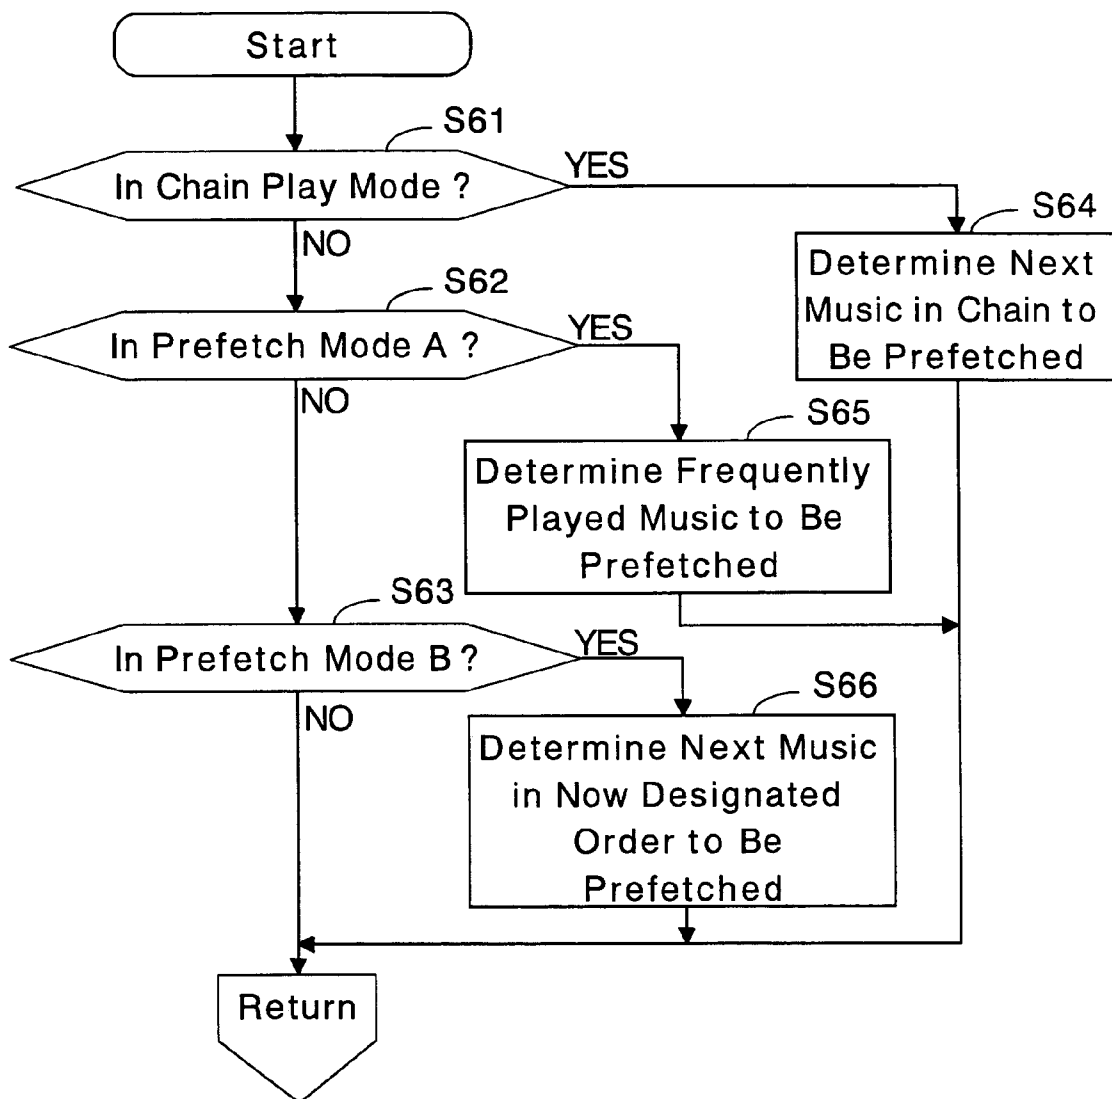 Start
S61
In Chain Play Mode ?
YES
NO
S64
Determine Next
Music in Chain to
Be Prefetched
S62
In Prefetch Mode A ?
YES
NO
S65
Determine Frequently
Played Music to Be
Prefetched
S63
In Prefetch Mode B ?
YES
NO
S66
Determine Next Music
in Now Designated
Order to Be
Prefetched
Return